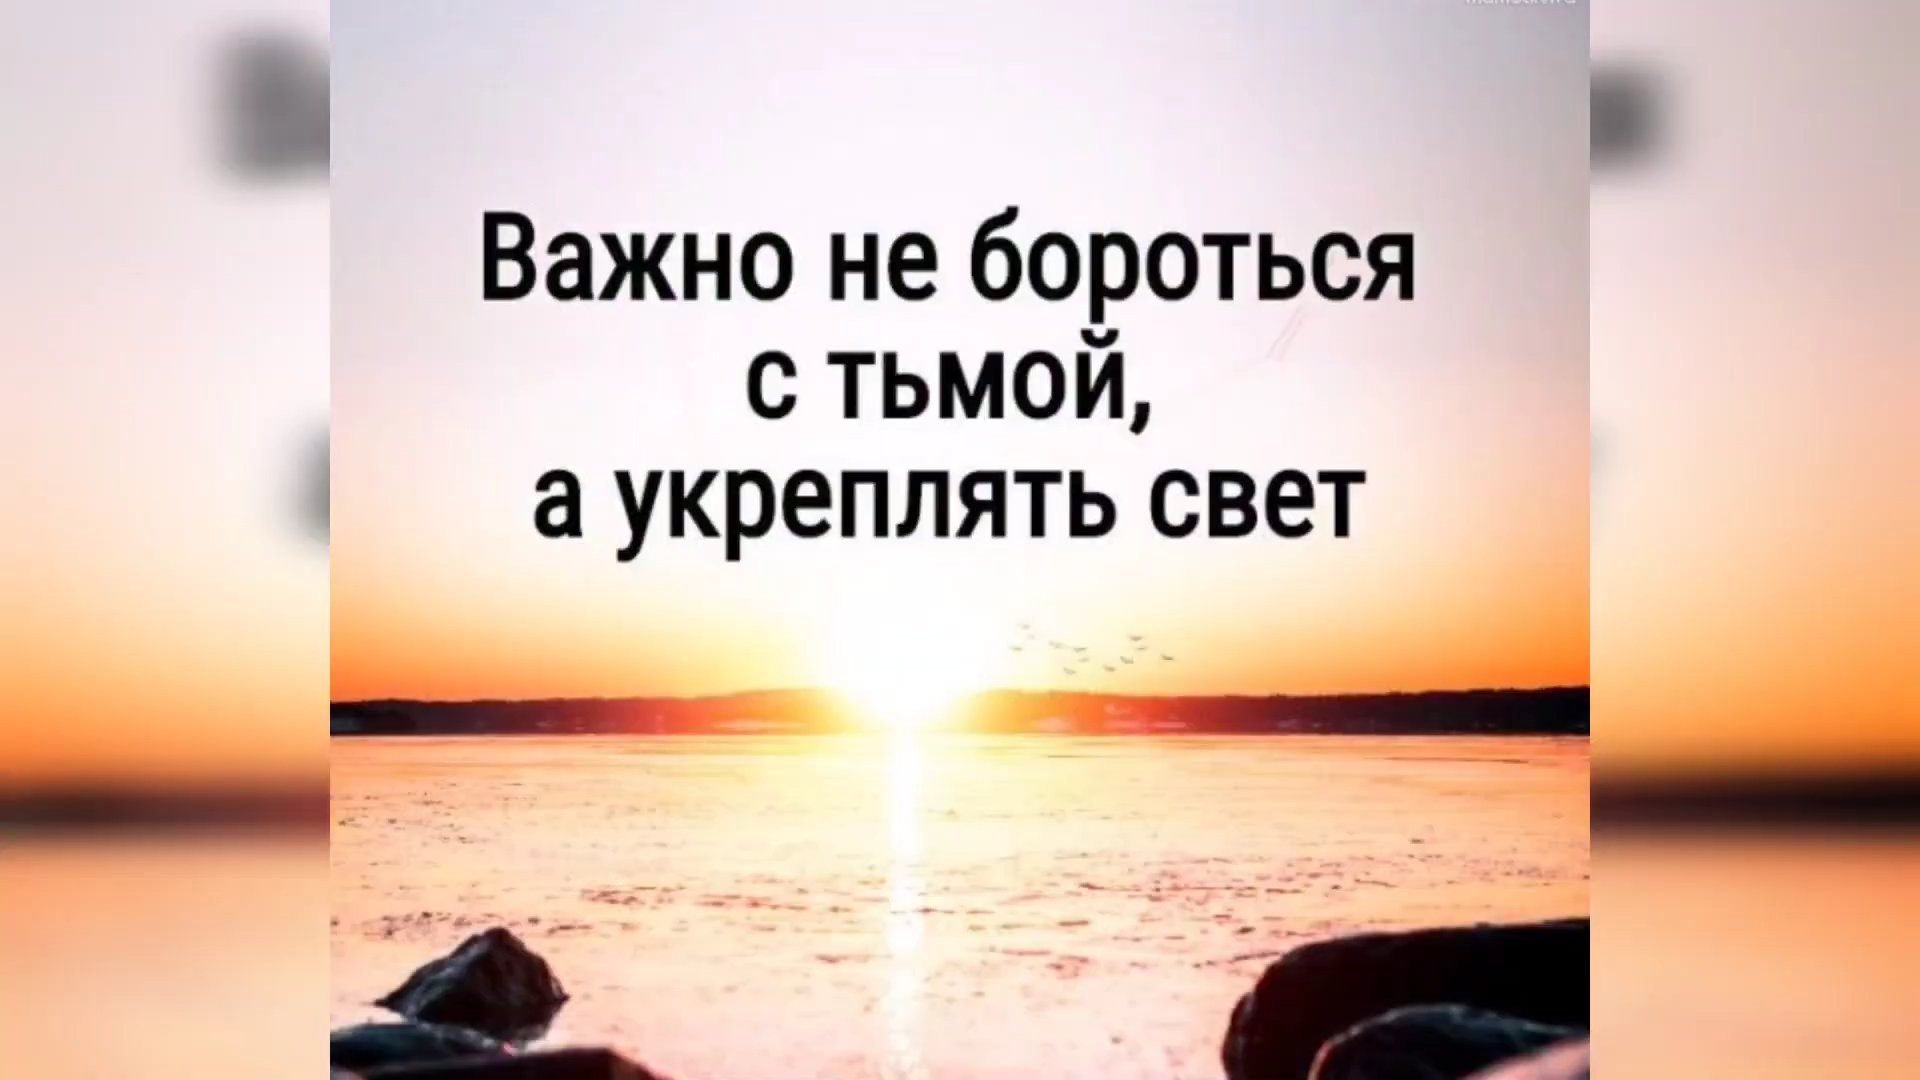 Важно не бороться
с тьмой,
а укреплять свет